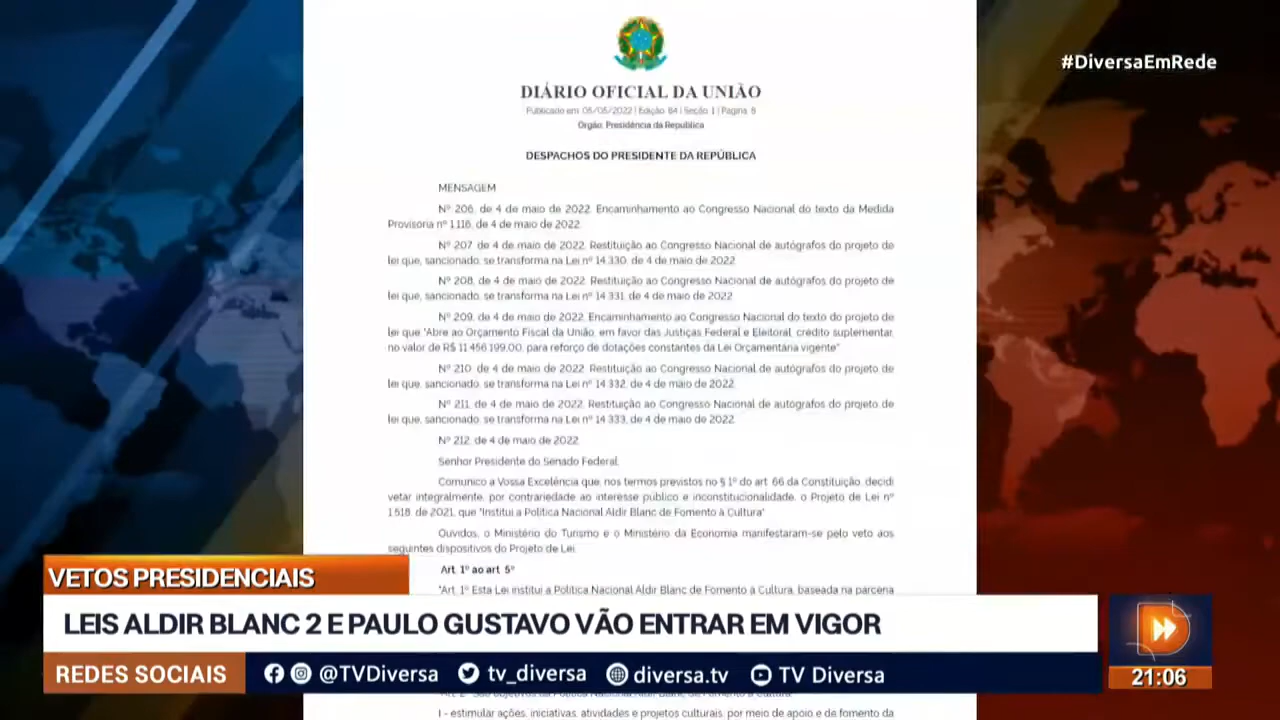 #DiversaEmRede
DIÁRIO OFICIAL DA UNIÃO
Publicado em: 05/05/2022 | Edição: 84 | Seção: 1 | Página: 8
Órgão: Presidência da República
DESPACHOS DO PRESIDENTE DA REPÚBLICA
MENSAGEM
Nº 206, de 4 de maio de 2022. Encaminhamento ao Congresso Nacional do texto da Medida
Provisória nº 1.116, de 4 de maio de 2022.
Nº 207 de 4 de maio de 2022. Restituição ao Congresso Nacional de autógrafos do projeto de
lei que, sancionado, se transforma na Lei nº 14.330, de 4 de maio de 2022.
Nº 208, de 4 de maio de 2022. Restituição ao Congresso Nacional de autógrafos do projeto de
lei que, sancionado, se transforma na Lei nº 14.331, de 4 de maio de 2022.
Nº 209, de 4 de maio de 2022. Encaminhamento ao Congresso Nacional do texto do projeto de
lei que "Abre ao Orçamento Fiscal da União, em favor das Justiças Federal e Eleitoral, crédito suplementar
no valor de R$ 11.456.199,00, para reforço de dotações constantes da Lei Orçamentária vigente"
Nº 210, de 4 de maio de 2022. Restituição ao Congresso Nacional de autógrafos do projeto de
lei que, sancionado, se transforma na Lei nº 14.332, de 4 de maio de 2022.
Nº 211, de 4 de maio de 2022. Restituição ao Congresso Nacional de autógrafos do projeto de
lei que, sancionado, se transforma na Lei nº 14.333, de 4 de maio de 2022.
Nº 212, de 4 de maio de 2022.
Senhor Presidente do Senado Federal,
Comunico a Vossa Excelência que, nos termos previstos no § 1º do art. 66 da Constituição, decidi
vetar integralmente, por contrariedade ao interesse público e inconstitucionalidade, o Projeto de Lei nº
1.518, de 2021, que "Institui a Política Nacional Aldir Blanc de Fomento à Cultura"
Ouvidos, o Ministério do Turismo e o Ministério da Economia manifestaram-se pelo veto aos
seguintes dispositivos do Projeto de Lei:
Art. 1º ao art. 5º
"Art. 1º Esta Lei institui a Política Nacional Aldir Blanc de Fomento à Cultura, baseada na parceria
VETOS PRESIDENCIAIS
LEIS ALDIR BLANC 2 E PAULO GUSTAVO VÃO ENTRAR EM VIGOR
REDES SOCIAIS @TVDiversa tv_diversa diversa.tv TV Diversa
21:06
I - estimular ações, iniciativas, atividades e projetos culturais, por meio de apoio e de fomento da